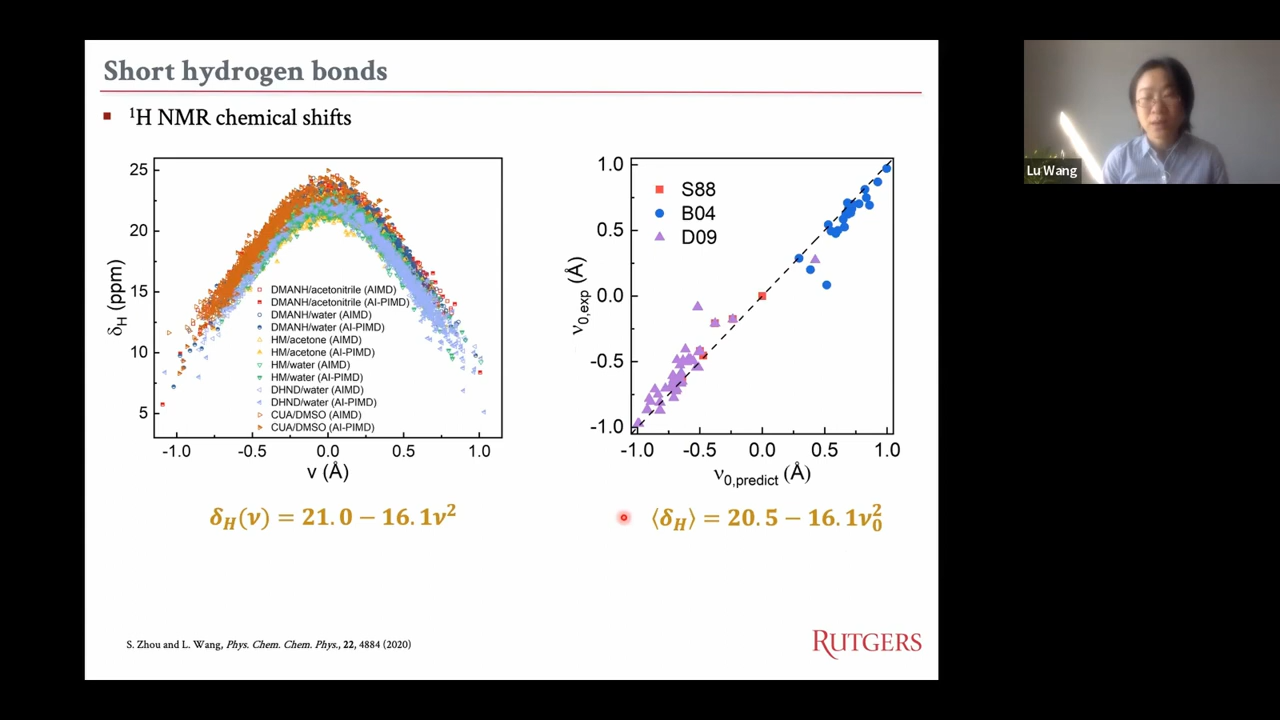 Short hydrogen bonds
¹H NMR chemical shifts
25
20
15
10
5
δH (ppm)
DMANH/acetonitrile (AIMD)
DMANH/acetonitrile (AI-PIMD)
DMANH/water (AIMD)
DMANH/water (AI-PIMD)
HM/acetone (AIMD)
HM/acetone (AI-PIMD)
HM/water (AIMD)
HM/water (AI-PIMD)
DHND/water (AIMD)
DHND/water (AI-PIMD)
CUA/DMSO (AIMD)
CUA/DMSO (AI-PIMD)
-1.0 -0.5 0.0 0.5 1.0
ν (Å)
δH(ν) = 21.0 − 16.1ν²
1.0
0.5
0.0
-0.5
-1.0
ν0,exp (Å)
S88
B04
D09
-1.0 -0.5 0.0 0.5 1.0
ν0,predict (Å)
⟨δH⟩ = 20.5 − 16.1ν₀²
S. Zhou and L. Wang, Phys. Chem. Chem. Phys., 22, 4884 (2020)
RUTGERS
Lu Wang